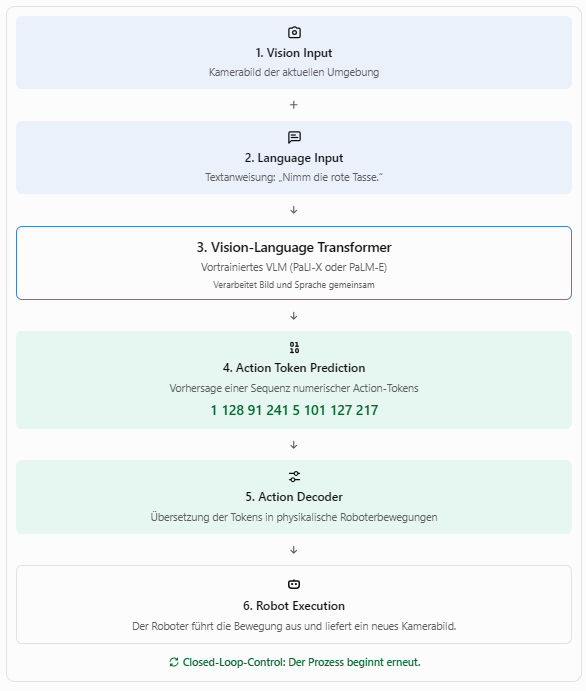 1. Vision Input
Kamerabild der aktuellen Umgebung
+
2. Language Input
Textanweisung: „Nimm die rote Tasse.“
↓
3. Vision-Language Transformer
Vortrainiertes VLM (PaLI-X oder PaLM-E)
Verarbeitet Bild und Sprache gemeinsam
↓
4. Action Token Prediction
Vorhersage einer Sequenz numerischer Action-Tokens
1 128 91 241 5 101 127 217
↓
5. Action Decoder
Übersetzung der Tokens in physikalische Roboterbewegungen
↓
6. Robot Execution
Der Roboter führt die Bewegung aus und liefert ein neues Kamerabild.
Closed-Loop-Control: Der Prozess beginnt erneut.